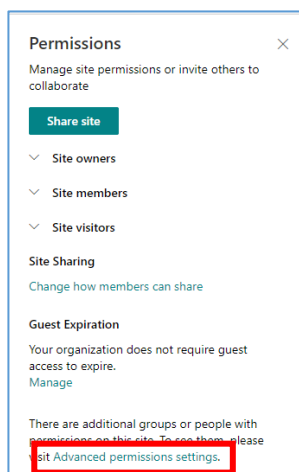 Permissions
Manage site permissions or invite others to
collaborate
Share site
Site owners
Site members
Site visitors
Site Sharing
Change how members can share
Guest Expiration
Your organization does not require guest
access to expire.
Manage
There are additional groups or people with
permissions on this site. To see them, please
visit Advanced permissions settings.